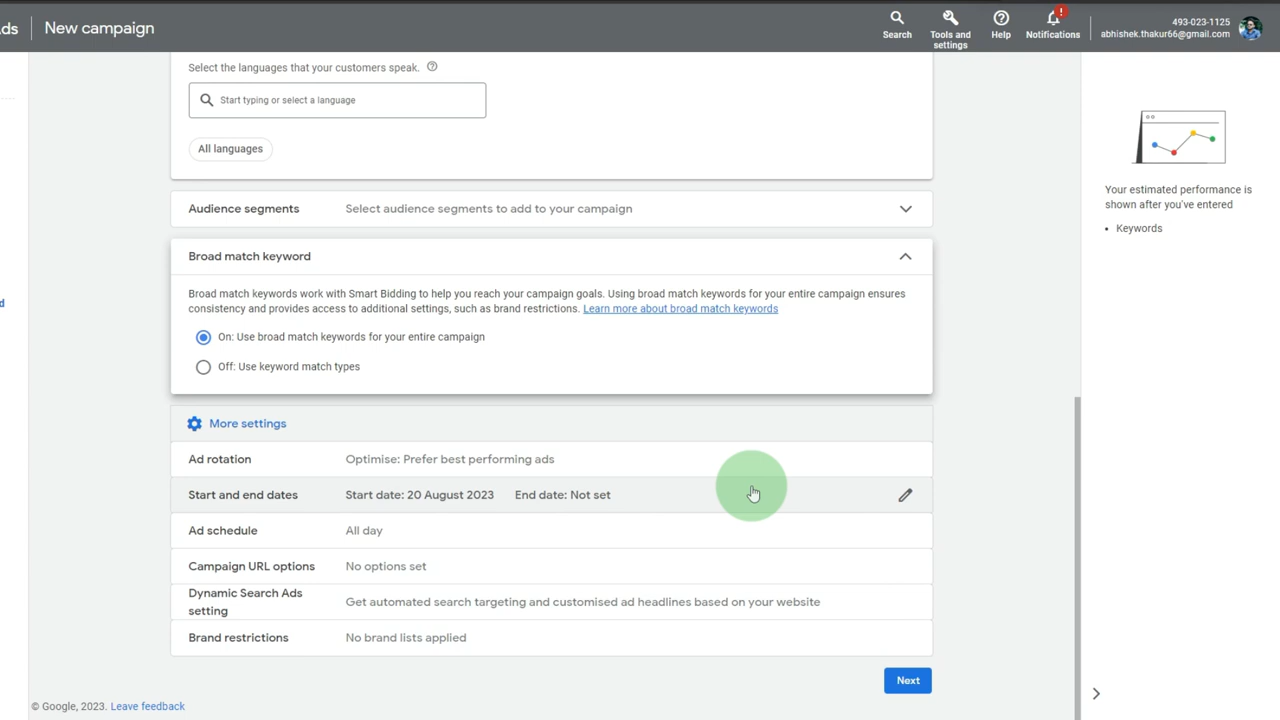 ds
New campaign
Search
Tools and settings
Help
!
Notifications
493-023-1125
abhishek.thakur66@gmail.com
Select the languages that your customers speak.
Start typing or select a language
All languages
Audience segments
Select audience segments to add to your campaign
Broad match keyword
Broad match keywords work with Smart Bidding to help you reach your campaign goals. Using broad match keywords for your entire campaign ensures
consistency and provides access to additional settings, such as brand restrictions. Learn more about broad match keywords
On: Use broad match keywords for your entire campaign
Off: Use keyword match types
More settings
Ad rotation
Optimise: Prefer best performing ads
Start and end dates
Start date: 20 August 2023
End date: Not set
Ad schedule
All day
Campaign URL options
No options set
Dynamic Search Ads
setting
Get automated search targeting and customised ad headlines based on your website
Brand restrictions
No brand lists applied
Next
© Google, 2023. Leave feedback
d
Your estimated performance is
shown after you've entered
• Keywords